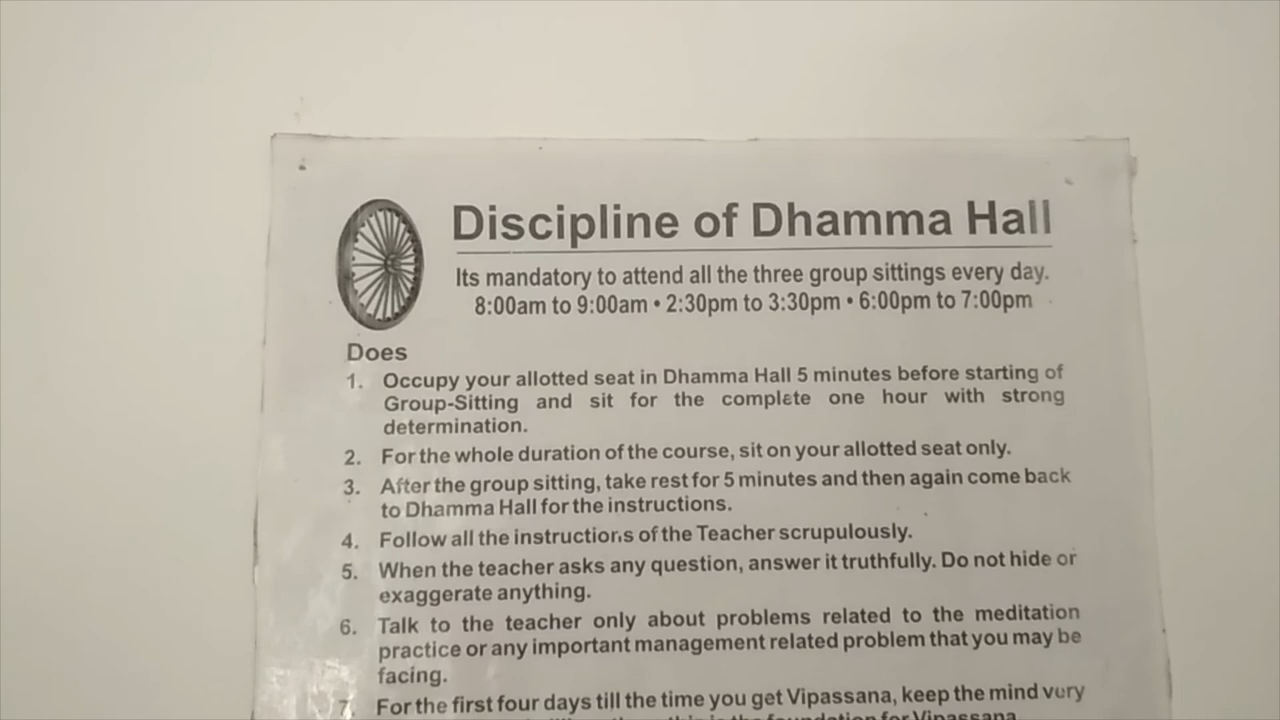 Discipline of Dhamma Hall
Its mandatory to attend all the three group sittings every day.
8:00am to 9:00am • 2:30pm to 3:30pm • 6:00pm to 7:00pm
Does
1. Occupy your allotted seat in Dhamma Hall 5 minutes before starting of
Group-Sitting and sit for the complete one hour with strong
determination.
2. For the whole duration of the course, sit on your allotted seat only.
3. After the group sitting, take rest for 5 minutes and then again come back
to Dhamma Hall for the instructions.
4. Follow all the instructions of the Teacher scrupulously.
5. When the teacher asks any question, answer it truthfully. Do not hide or
exaggerate anything.
6. Talk to the teacher only about problems related to the meditation
practice or any important management related problem that you may be
facing.
7. For the first four days till the time you get Vipassana, keep the mind very
this is the foundation for Vipassana